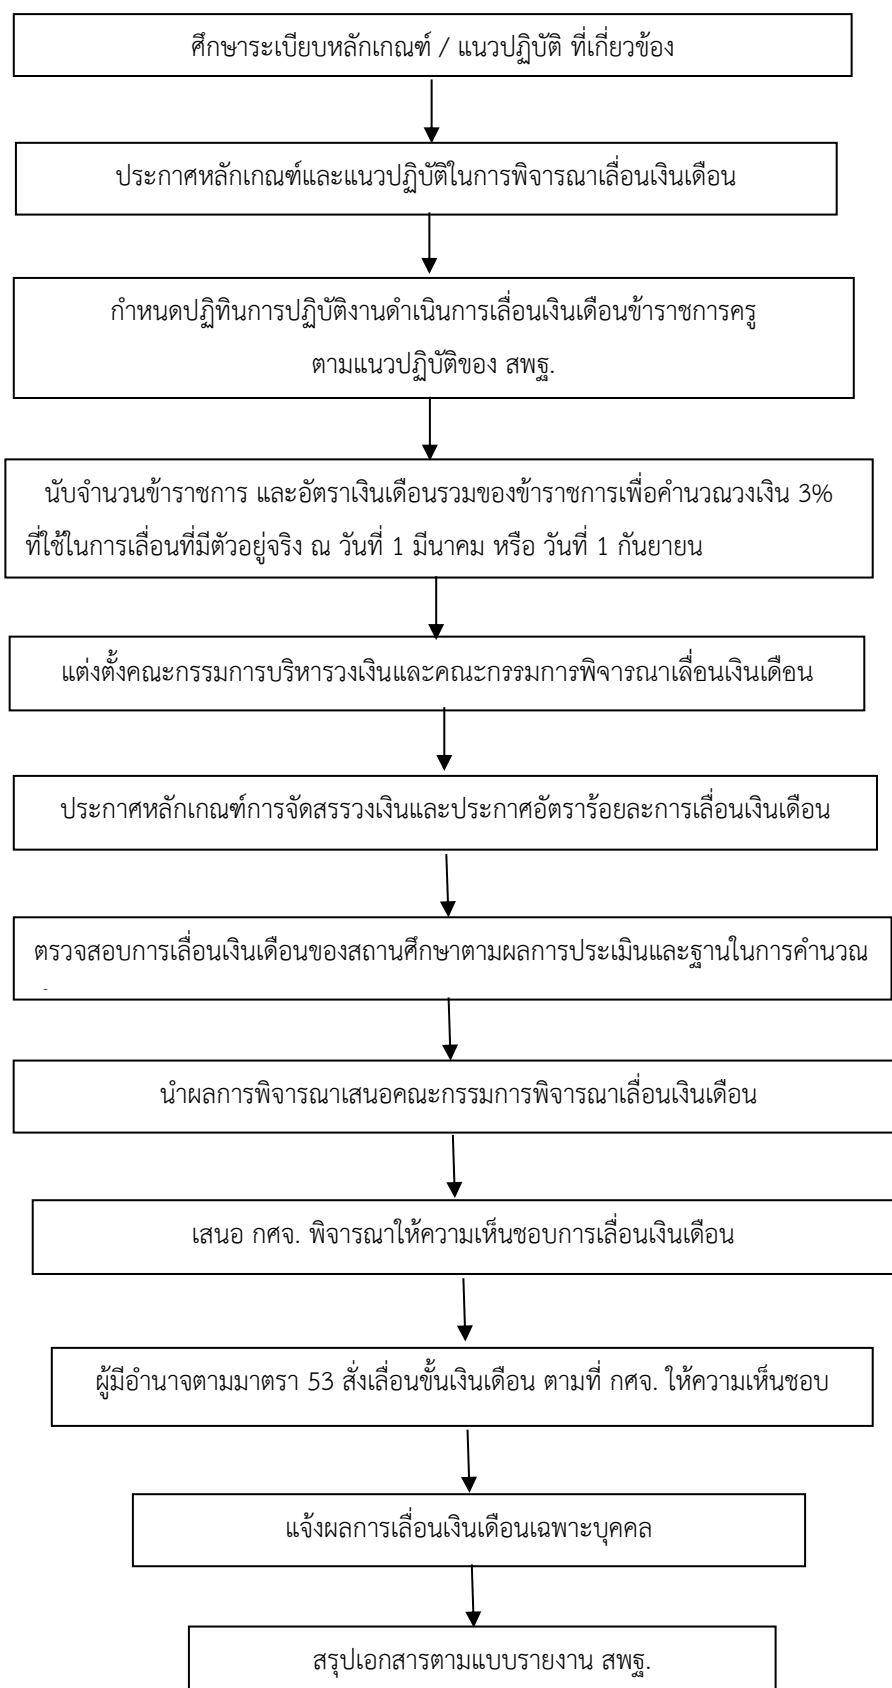 ศึกษาระเบียบหลักเกณฑ์ / แนวปฏิบัติ ที่เกี่ยวข้อง
ประกาศหลักเกณฑ์และแนวปฏิบัติในการพิจารณาเลื่อนเงินเดือน
กำหนดปฏิทินการปฏิบัติงานดำเนินการเลื่อนเงินเดือนข้าราชการครู
ตามแนวปฏิบัติของ สพฐ.
นับจำนวนข้าราชการ และอัตราเงินเดือนรวมของข้าราชการเพื่อคำนวณวงเงิน 3%
ที่ใช้ในการเลื่อนที่มีตัวอยู่จริง ณ วันที่ 1 มีนาคม หรือ วันที่ 1 กันยายน
แต่งตั้งคณะกรรมการบริหารวงเงินและคณะกรรมการพิจารณาเลื่อนเงินเดือน
ประกาศหลักเกณฑ์การจัดสรรวงเงินและประกาศอัตราร้อยละการเลื่อนเงินเดือน
ตรวจสอบการเลื่อนเงินเดือนของสถานศึกษาตามผลการประเมินและฐานในการคำนวณ
นำผลการพิจารณาเสนอคณะกรรมการพิจารณาเลื่อนเงินเดือน
เสนอ กศจ. พิจารณาให้ความเห็นชอบการเลื่อนเงินเดือน
ผู้มีอำนาจตามมาตรา 53 สั่งเลื่อนขั้นเงินเดือน ตามที่ กศจ. ให้ความเห็นชอบ
แจ้งผลการเลื่อนเงินเดือนเฉพาะบุคคล
สรุปเอกสารตามแบบรายงาน สพฐ.